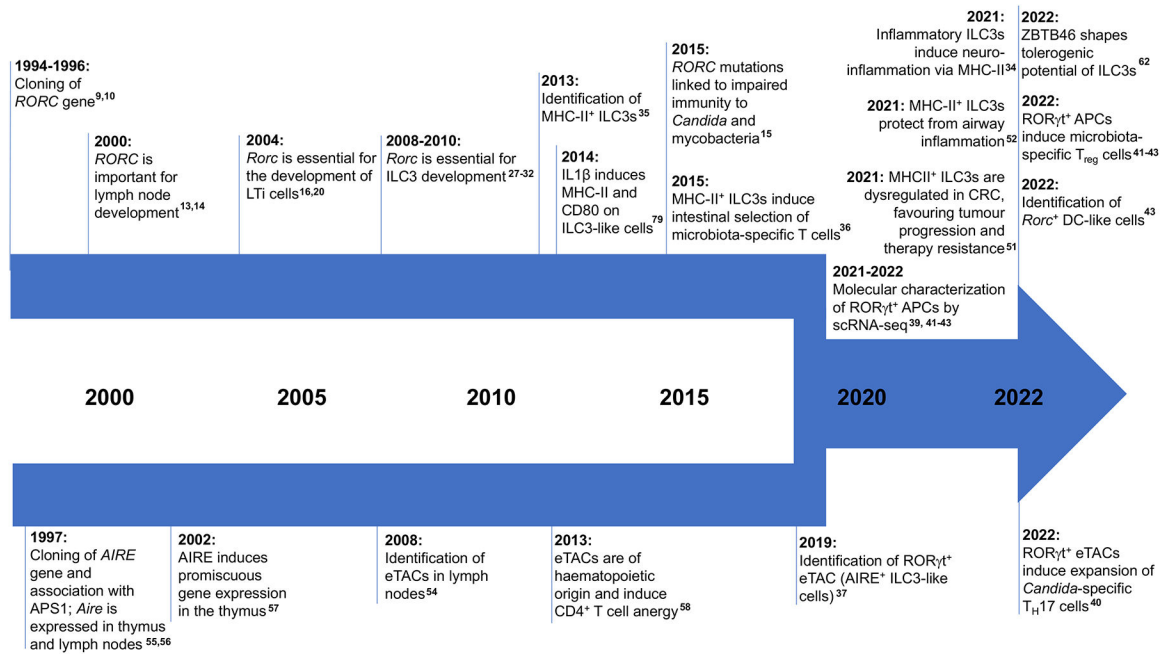 1994-1996:
Cloning of
RORC gene9,10
2000:
RORC is
important for
lymph node
development13,14
2004:
Rorc is essential for
the development of
LTi cells16,20
2008-2010:
Rorc is essential for
ILC3 development 27-32
2013:
Identification of
MHC-II+ ILC3s35
2014:
IL1β induces
MHC-II and
CD80 on
ILC3-like cells79
2015:
RORC mutations
linked to impaired
immunity to
Candida and
mycobacteria15
2015:
MHC-II+ ILC3s induce
intestinal selection of
microbiota-specific T cells36
2021:
Inflammatory ILC3s
induce neuro-
inflammation via MHC-II34
2021: MHC-II+ ILC3s
protect from airway
inflammation52
2021: MHCII+ ILC3s are
dysregulated in CRC,
favouring tumour
progression and
therapy resistance51
2021-2022
Molecular characterization
of RORγt+ APCs by
scRNA-seq39, 41-43
2022:
ZBTB46 shapes
tolerogenic
potential of ILC3s 62
2022:
RORγt+ APCs
induce microbiota-
specific Treg cells41-43
2022:
Identification of
Rorc+ DC-like cells43
2000 2005 2010 2015 2020 2022
1997:
Cloning of AIRE
gene and
association with
APS1; Aire is
expressed in thymus
and lymph nodes 55,56
2002:
AIRE induces
promiscuous
gene expression
in the thymus57
2008:
Identification of
eTACs in lymph
nodes54
2013:
eTACs are of
haematopoietic
origin and induce
CD4+ T cell anergy58
2019:
Identification of RORγt+
eTAC (AIRE+ ILC3-like
cells) 37
2022:
RORγt+ eTACs
induce expansion of
Candida-specific
TH17 cells40